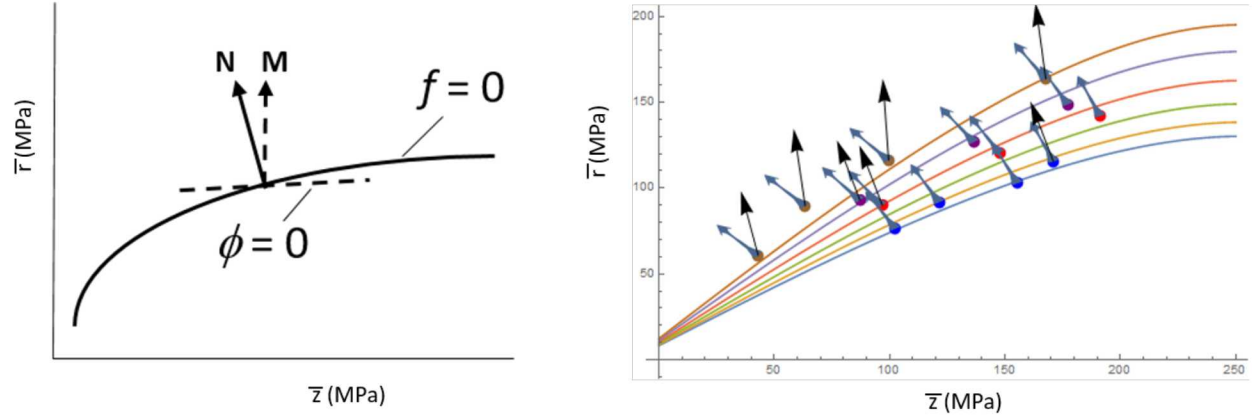 r̅ (MPa)
N M
f = 0
ϕ = 0
z̅ (MPa)
r̅ (MPa)
200
150
100
50
50 100 150 200 250
z̅ (MPa)